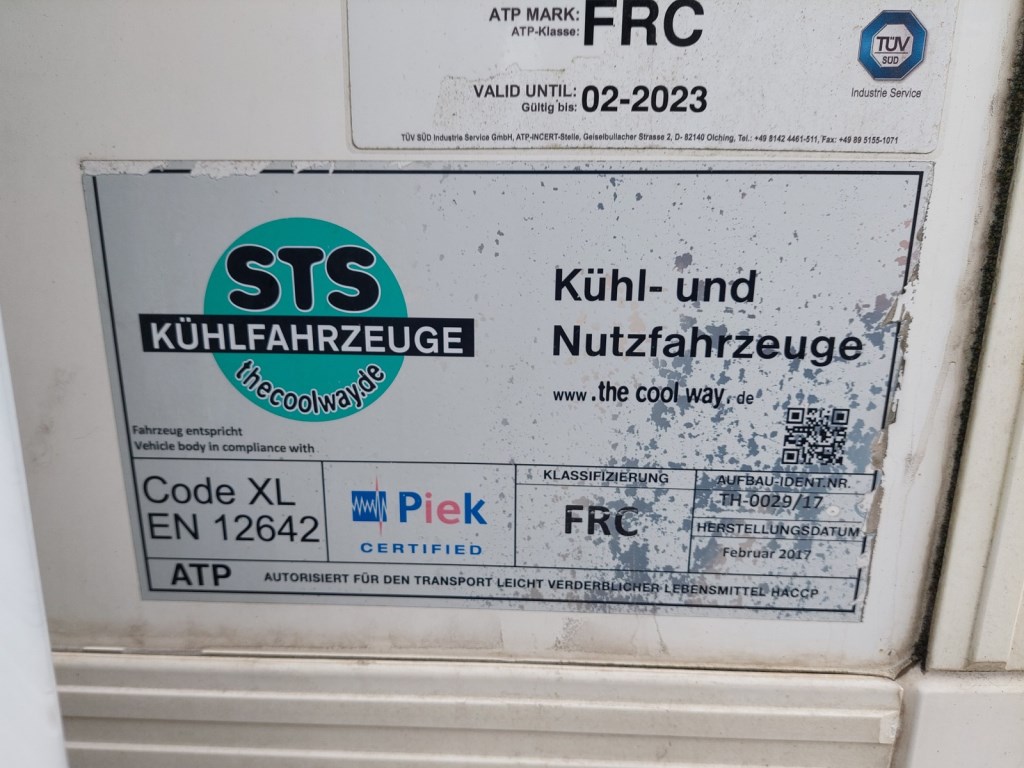 ATP MARK: FRC
ATP-Klasse:
TÜV
SÜD
Industrie Service
VALID UNTIL: 02-2023
Gültig bis:
TÜV SÜD Industrie Service GmbH, ATP-INCERT-Stelle, Geiselbullacher Strasse 2, D- 82140 Olching, Tel.: +49 8142 4461-511, Fax: +49 89 5155-1071
STS
KÜHLFAHRZEUGE
thecoolway.de
Kühl- und
Nutzfahrzeuge
www.the cool way.de
Fahrzeug entspricht
Vehicle body in compliance with
Code XL
EN 12642
Piek
CERTIFIED
KLASSIFIZIERUNG
FRC
AUFBAU-IDENT.NR.
TH-0029/17
HERSTELLUNGSDATUM
Februar 2017
ATP AUTORISIERT FÜR DEN TRANSPORT LEICHT VERDERBLICHER LEBENSMITTEL HACCP